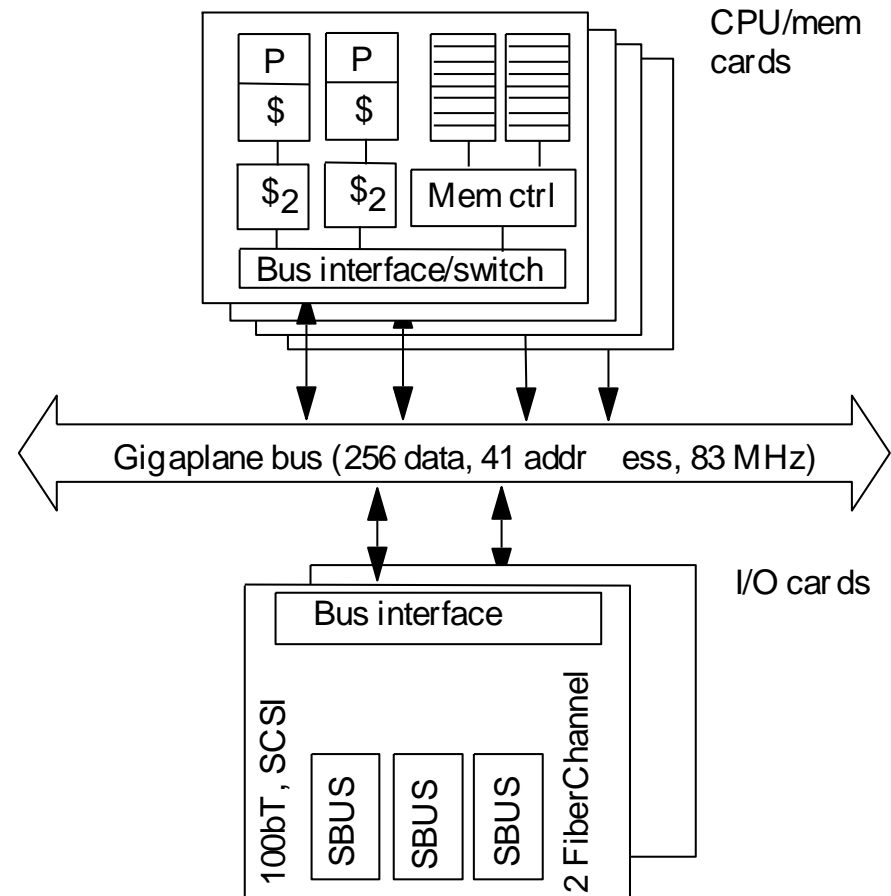 CPU/mem
cards
P
P
$
$
$2
$2
Mem ctrl
Bus interface/switch
Gigaplane bus (256 data, 41 addr ess, 83 MHz)
I/O car ds
Bus interface
100bT, SCSI
SBUS
SBUS
SBUS
2 FiberChannel